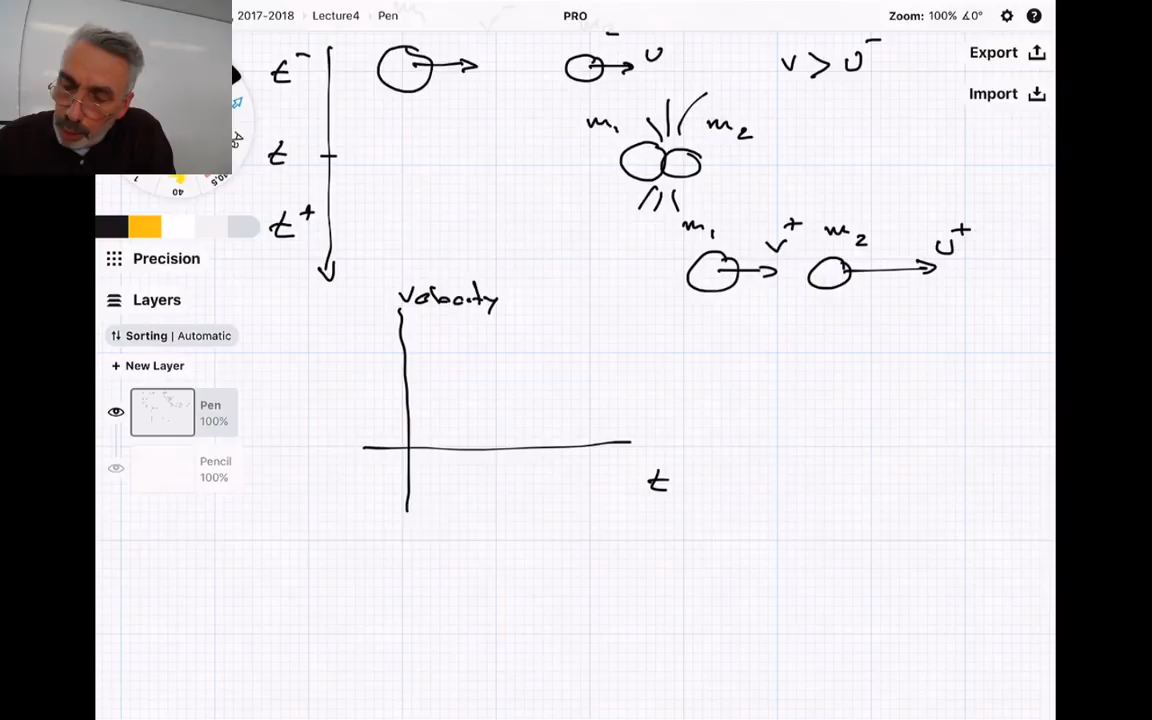 2017-2018 Lecture4 Pen PRO Zoom: 100% ∠0°
Export
Import
t⁻ υ⁻ v > υ⁻
m₁ m₂
t
t⁺ m₁ v⁺ m₂ υ⁺
Precision
Layers
Sorting | Automatic
+ New Layer
Pen
100%
Pencil
100%
velocity
t